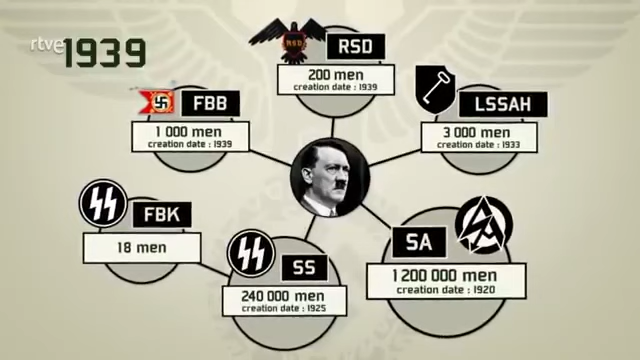 rtve
1939
RSD
RSD
200 men
creation date : 1939
FBB
1 000 men
creation date : 1939
LSSAH
3 000 men
creation date : 1933
FBK
18 men
SS
240 000 men
creation date : 1925
SA
1 200 000 men
creation date : 1920